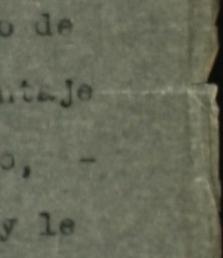 o de
ntaje
o, -
y le